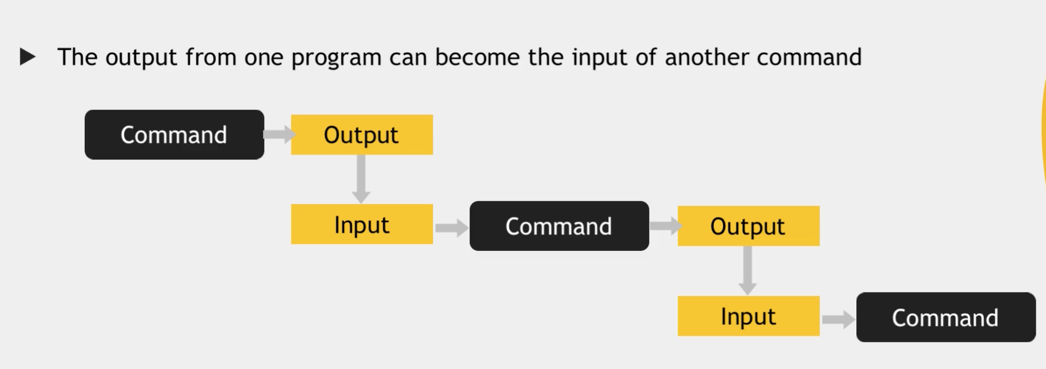 The output from one program can become the input of another command
Command
Output
Input
Command
Output
Input
Command